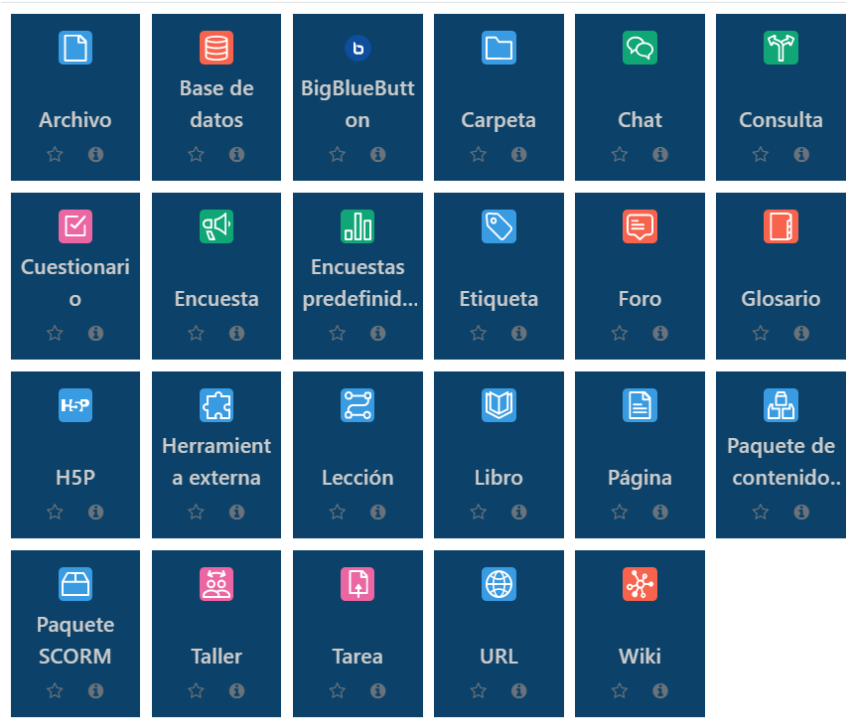 Archivo
Base de
datos
b
BigBlueButt
on
Carpeta
Chat
Consulta
Cuestionari
o
Encuesta
Encuestas
predefinid...
Etiqueta
Foro
Glosario
H5P
H5P
Herramient
a externa
Lección
Libro
Página
Paquete de
contenido..
Paquete
SCORM
Taller
Tarea
URL
Wiki